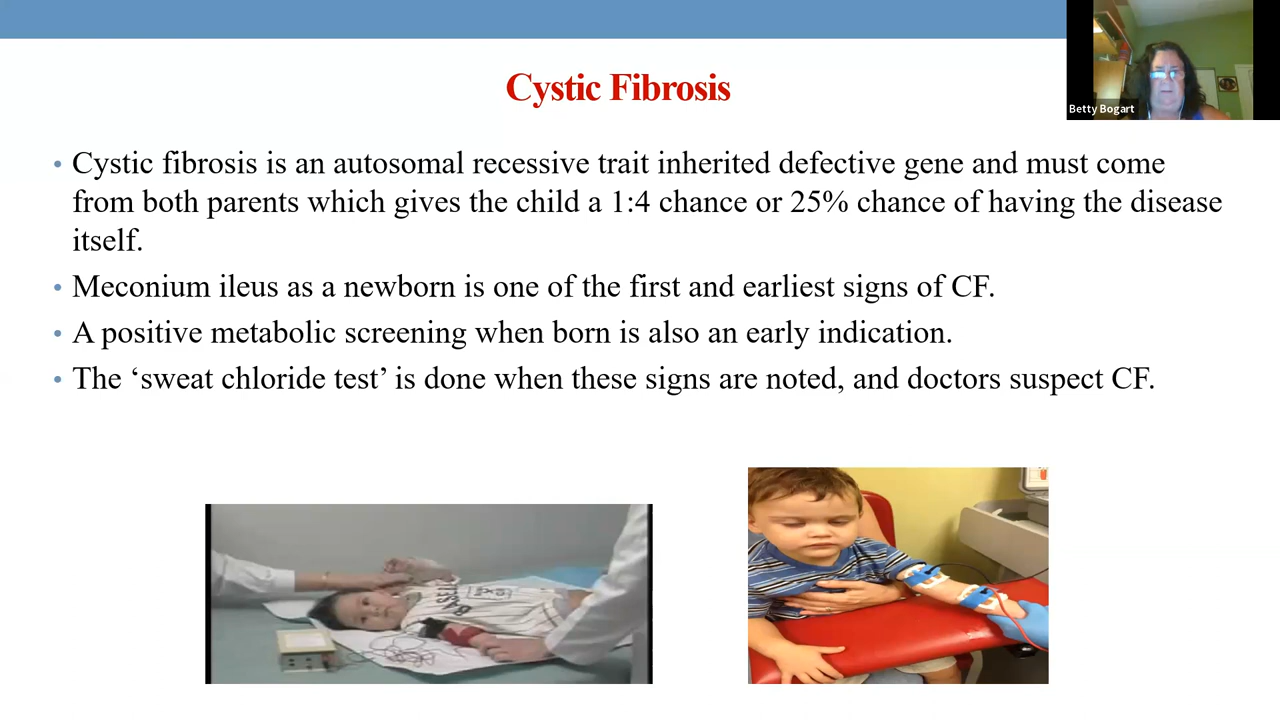 Cystic Fibrosis
Betty Bogart
• Cystic fibrosis is an autosomal recessive trait inherited defective gene and must come
from both parents which gives the child a 1:4 chance or 25% chance of having the disease
itself.
• Meconium ileus as a newborn is one of the first and earliest signs of CF.
• A positive metabolic screening when born is also an early indication.
• The ‘sweat chloride test’ is done when these signs are noted, and doctors suspect CF.